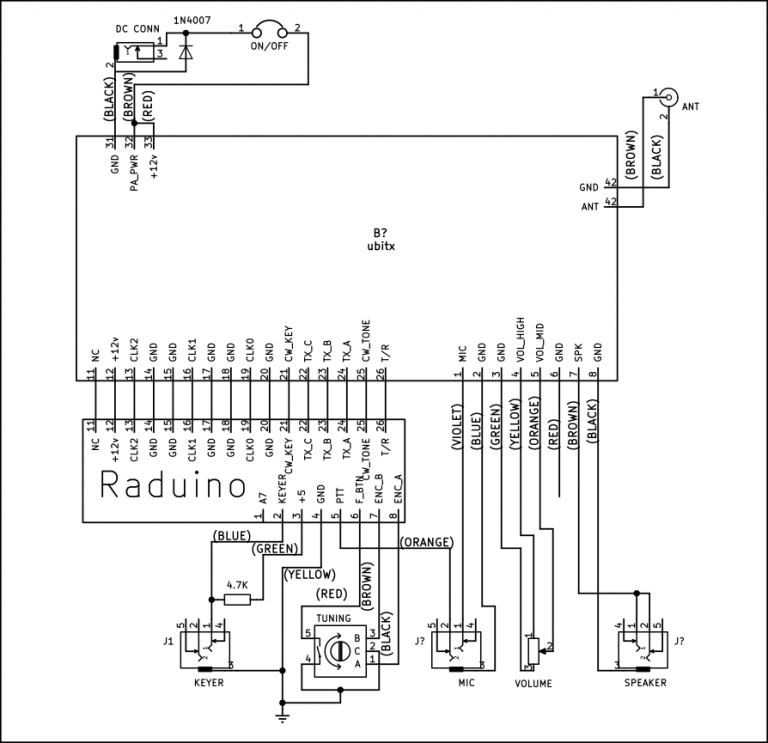 DC CONN
1N4007
1
3
2
1
2
ON/OFF
(BLACK)
(BROWN)
(RED)
31
32
33
GND
PA_PWR
+12v
1
ANT
2
(BROWN)
(BLACK)
GND 42
ANT 42
B?
ubitx
NC
+12v
CLK2
GND
GND
CLK1
GND
GND
CLK0
GND
CW_KEY
TX_C
TX_B
TX_A
CW_TONE
T/R
MIC
GND
GND
VOL_HIGH
VOL_MID
GND
SPK
GND
11 12 13 14 15 16 17 18 19 20 21 22 23 24 25 26
1 2 3 4 5 6 7 8
11 12 13 14 15 16 17 18 19 20 21 22 23 24 25 26
NC
+12v
CLK2
GND
GND
CLK1
GND
GND
CLK0
GND
CW_KEY
TX_C
TX_B
TX_A
CW_TONE
T/R
(VIOLET)
(BLUE)
(GREEN)
(YELLOW)
(ORANGE)
(RED)
(BROWN)
(BLACK)
Raduino
A7
KEYER
+5
GND
PTT
F_BTN
ENC_B
ENC_A
1 2 3 4 5 6 7 8
(BLUE)
(GREEN)
(ORANGE)
(YELLOW)
4.7K
(RED)
(BROWN)
(BLACK)
TUNING
5
4
B 3
C 2
A 1
J1
5 2 1 4
3
KEYER
J?
5 2 1 4
3
MIC
1
2
3
VOLUME
4 1 2 5
3
J?
SPEAKER